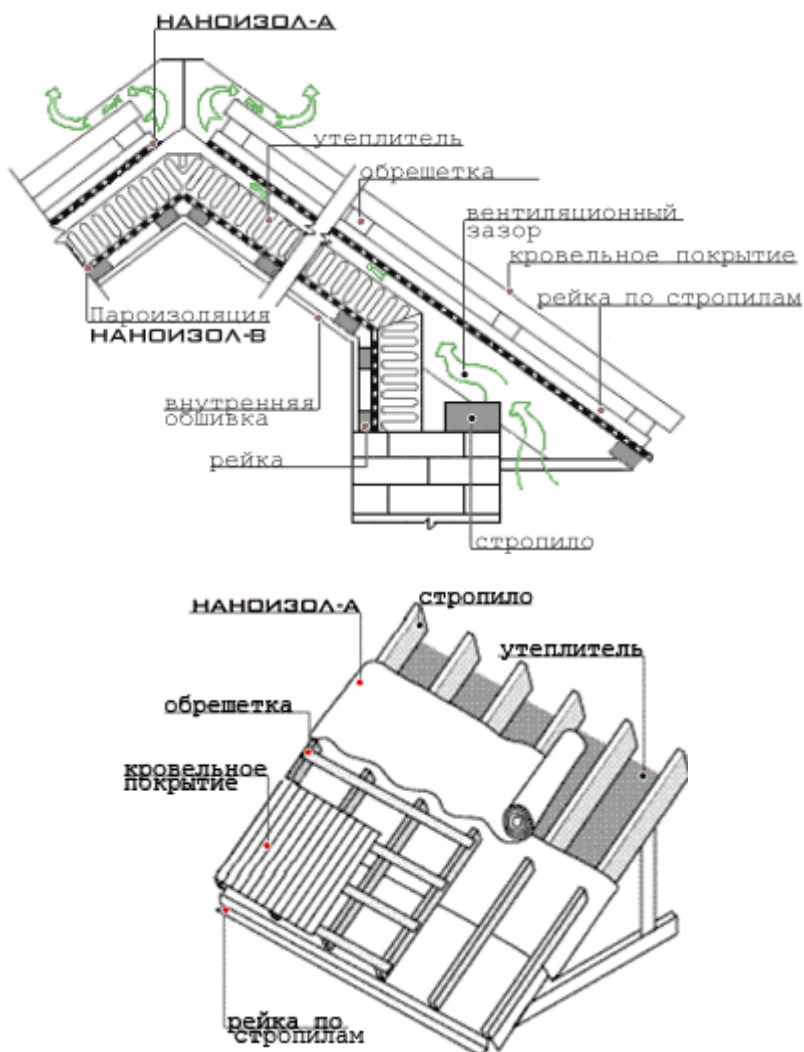 НАНОИЗОЛ-А
утеплитель
обрешетка
вентиляционный
зазор
кровельное покрытие
рейка по стропилам
Пароизоляция
НАНОИЗОЛ-В
внутренняя
обшивка
рейка
стропило
НАНОИЗОЛ-А
стропило
утеплитель
обрешетка
кровельное
покрытие
рейка по
стропилам